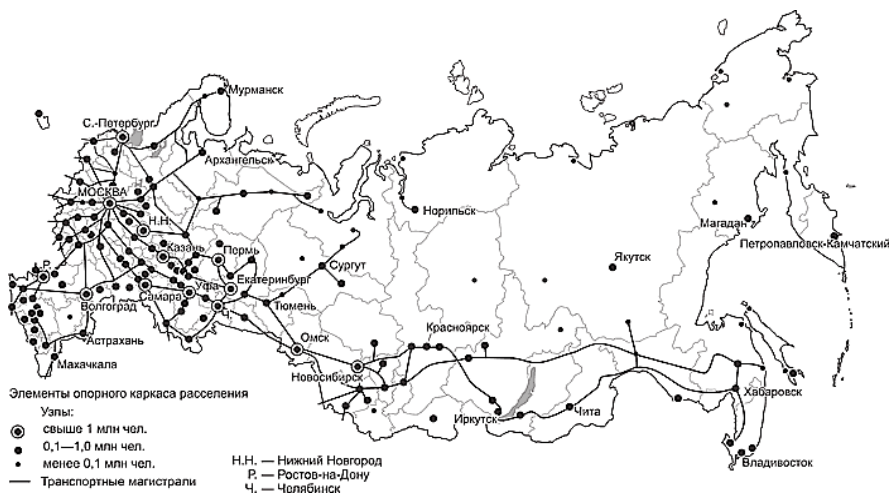 Мурманск
С.-Петербург
Архангельск
МОСКВА
Н.Н.
Норильск
Магадан
Петропавловск-Камчатский
Казань
Пермь
Якутск
Р.
Екатеринбург
Сургут
Уфа
Самара
Волгоград
Ч.
Тюмень
Астрахань
Омск
Красноярск
Махачкала
Новосибирск
Хабаровск
Иркутск
Чита
Владивосток
Элементы опорного каркаса расселения
Узлы:
свыше 1 млн чел.
0,1—1,0 млн чел.
менее 0,1 млн чел.
Транспортные магистрали
Н.Н. — Нижний Новгород
Р. — Ростов-на-Дону
Ч. — Челябинск